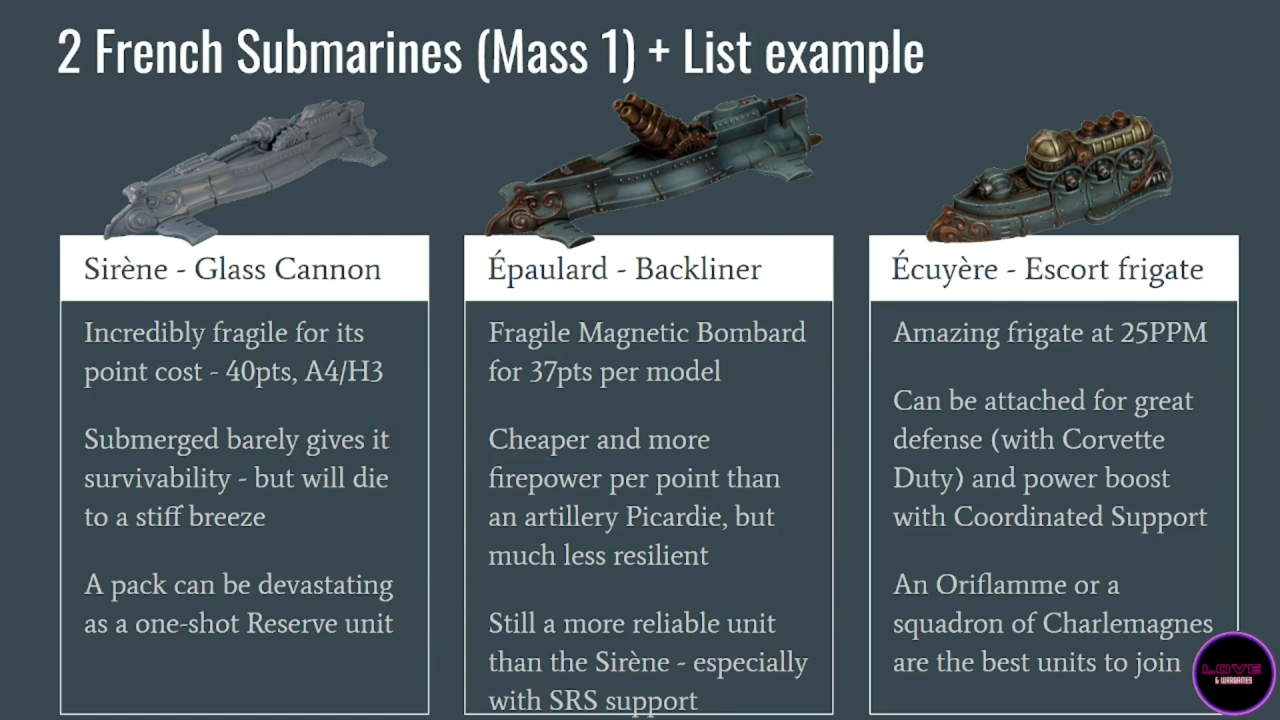 2 French Submarines (Mass 1) + List example
Sirène - Glass Cannon
Incredibly fragile for its
point cost - 40pts, A4/H3
Submerged barely gives it
survivability - but will die
to a stiff breeze
A pack can be devastating
as a one-shot Reserve unit
Épaulard - Backliner
Fragile Magnetic Bombard
for 37pts per model
Cheaper and more
firepower per point than
an artillery Picardie, but
much less resilient
Still a more reliable unit
than the Sirène - especially
with SRS support
Écuyère - Escort frigate
Amazing frigate at 25PPM
Can be attached for great
defense (with Corvette
Duty) and power boost
with Coordinated Support
An Oriflamme or a
squadron of Charlemagnes
are the best units to join
LOVE
& WARGAMES